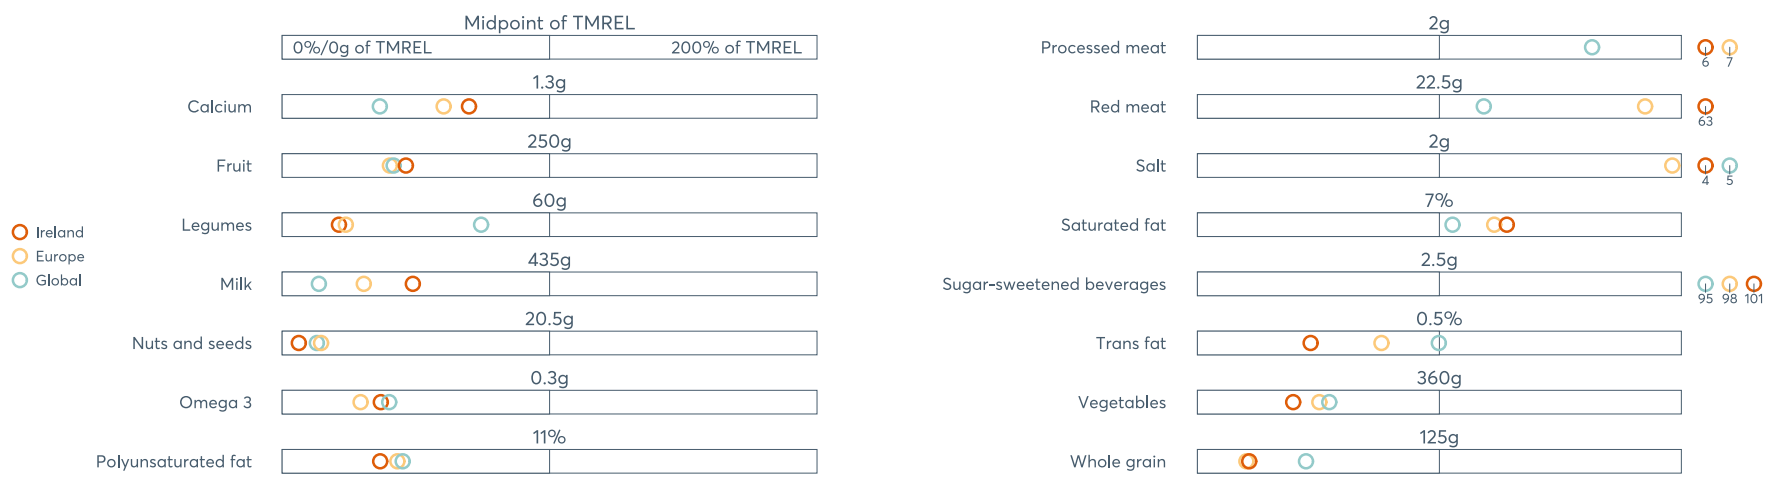 Midpoint of TMREL
0%/0g of TMREL 200% of TMREL
1.3g
Calcium
250g
Fruit
60g
Legumes
435g
Milk
20.5g
Nuts and seeds
0.3g
Omega 3
11%
Polyunsaturated fat
Ireland
Europe
Global
2g
Processed meat
6 7
22.5g
Red meat
63
2g
Salt
4 5
7%
Saturated fat
2.5g
Sugar-sweetened beverages
95 98 101
0.5%
Trans fat
360g
Vegetables
125g
Whole grain